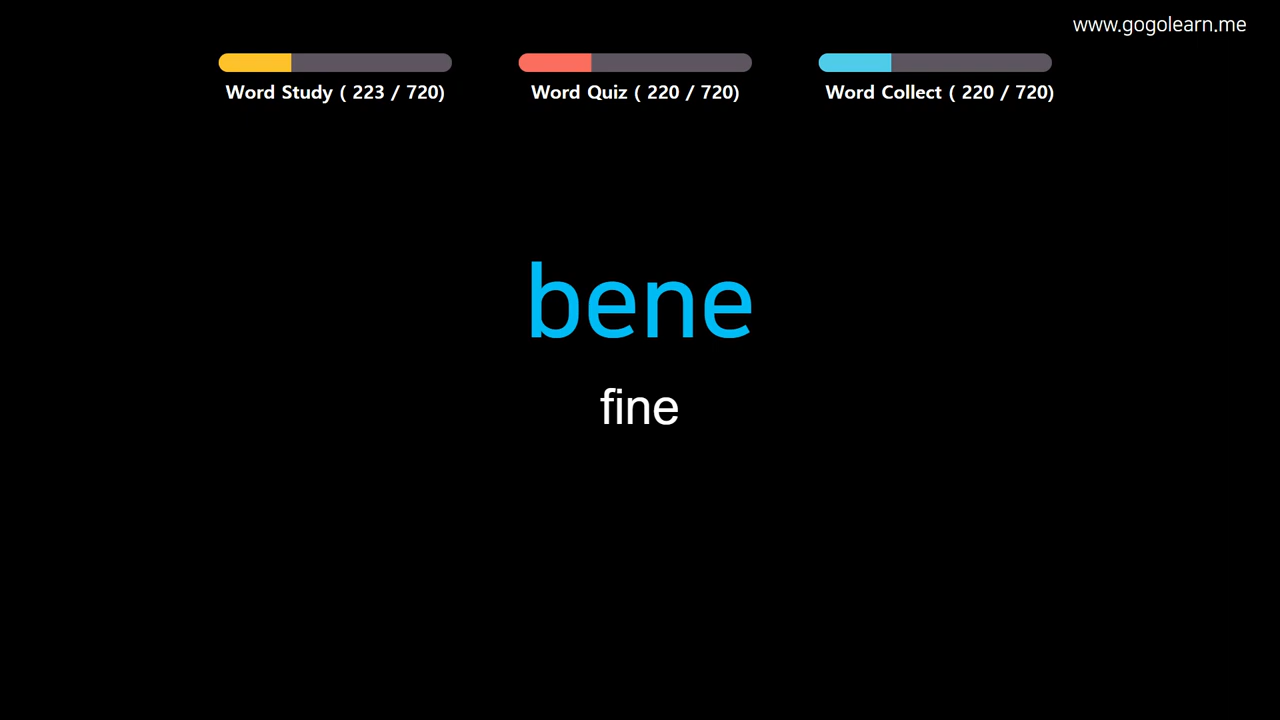 www.gogolearn.me
Word Study ( 223 / 720)
Word Quiz ( 220 / 720)
Word Collect ( 220 / 720)
bene
fine